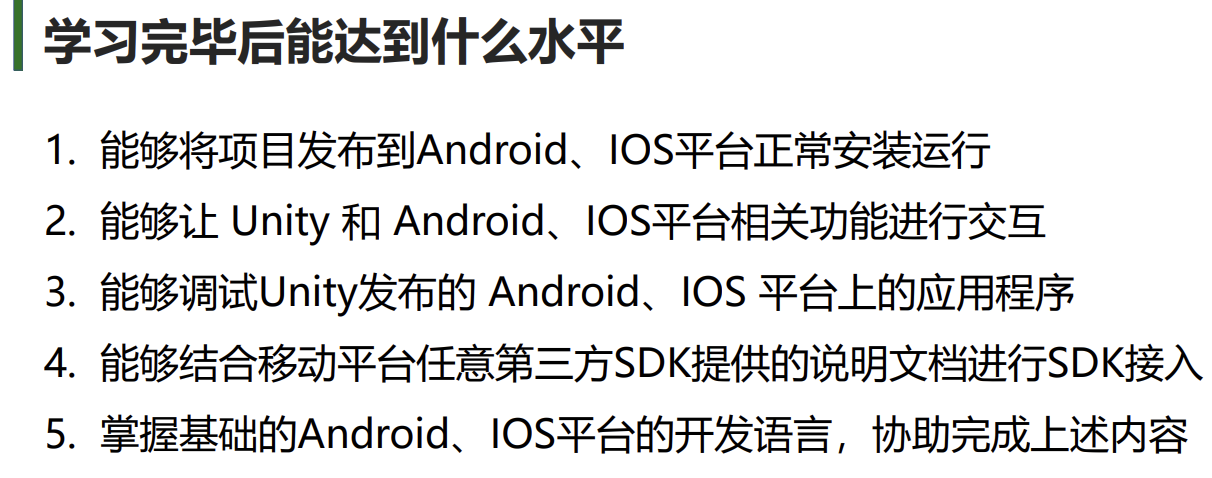 学习完毕后能达到什么水平
1. 能够将项目发布到Android、IOS平台正常安装运行
2. 能够让 Unity 和 Android、IOS平台相关功能进行交互
3. 能够调试Unity发布的 Android、IOS 平台上的应用程序
4. 能够结合移动平台任意第三方SDK提供的说明文档进行SDK接入
5. 掌握基础的Android、IOS平台的开发语言，协助完成上述内容